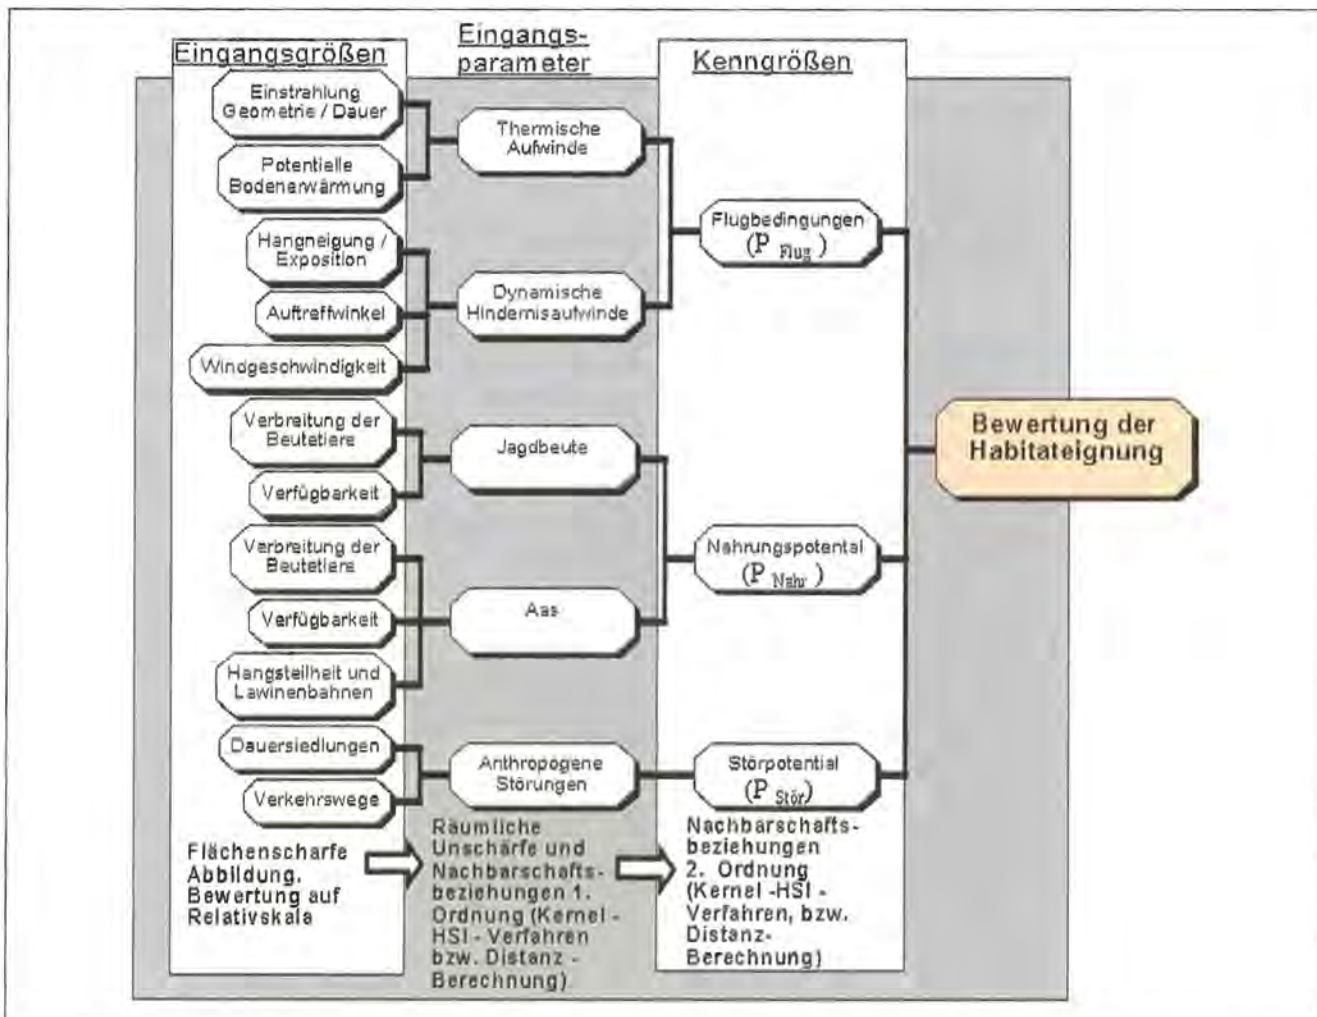 Eingangsgrößen
Einstrahlung
Geometrie / Dauer
Potentielle
Bodenerwärmung
Hangneigung /
Exposition
Auftreffwinkel
Windgeschwindigkeit
Verbreitung der
Beutetiere
Verfügbarkeit
Verbreitung der
Beutetiere
Verfügbarkeit
Hangsteilheit und
Lawinenbahnen
Dauersiedlungen
Verkehrswege
Flächenscharfe
Abbildung.
Bewertung auf
Relativskala
Eingangs-
parameter
Thermische
Aufwinde
Dynamische
Hindernisaufwinde
Jagdbeute
Aas
Anthropogene
Störungen
Räumliche
Unschärfe und
Nachbarschafts-
beziehungen 1.
Ordnung (Kernel -
HSI - Verfahren
bzw. Distanz -
Berechnung)
Kenngrößen
Flugbedingungen
(P Flug )
Nahrungspotental
(P Nahr )
Störpotential
(P Stör)
Nachbarschafts-
beziehungen
2. Ordnung
(Kernel -HSI -
Verfahren, bzw.
Distanz-
Berechnung)
Bewertung der
Habitateignung